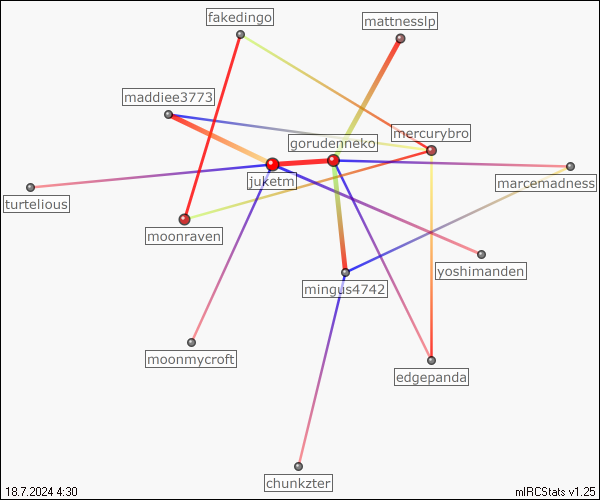 fakedingo
mattnesslp
maddiee3773
mercurybro
gorudenneko
juketm
marcemadness
turtelious
moonraven
yoshimanden
mingus4742
moonmycroft
edgepanda
chunkzter
18.7.2024 4:30
mIRCStats v1.25